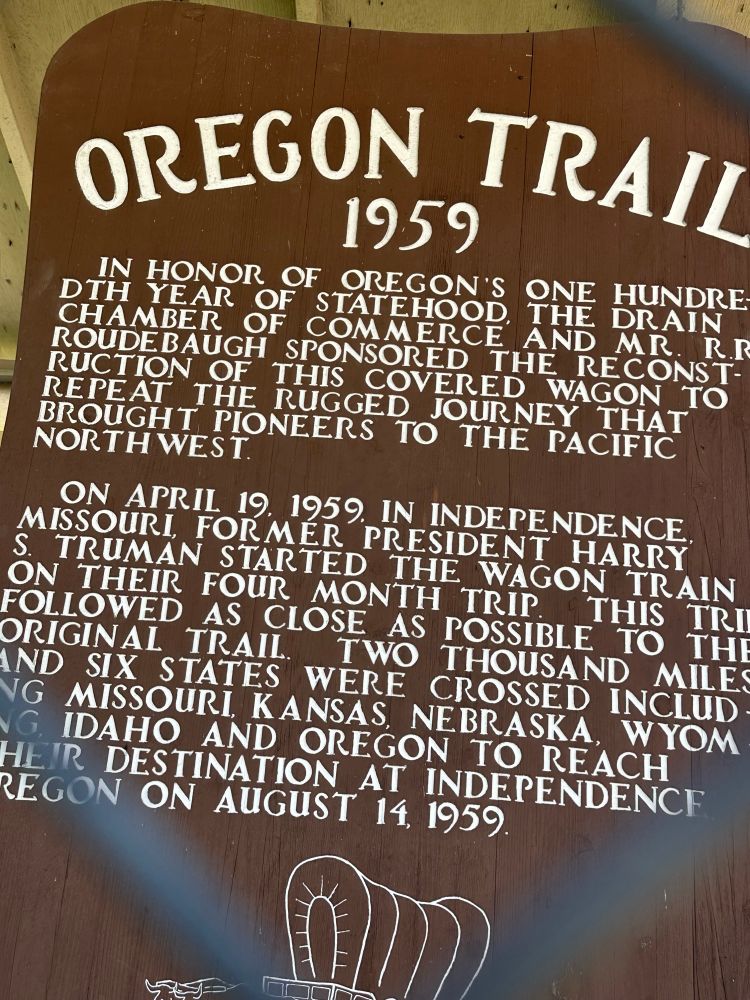 OREGON TRAIL
1959
IN HONOR OF OREGON'S ONE HUNDRE-
DTH YEAR OF STATEHOOD, THE DRAIN
CHAMBER OF COMMERCE AND MR. R.R.
ROUDEBAUGH SPONSORED THE RECONST-
RUCTION OF THIS COVERED WAGON TO
REPEAT THE RUGGED JOURNEY THAT
BROUGHT PIONEERS TO THE PACIFIC
NORTHWEST.
ON APRIL 19, 1959, IN INDEPENDENCE,
MISSOURI, FORMER PRESIDENT HARRY
S. TRUMAN STARTED THE WAGON TRAIN
ON THEIR FOUR MONTH TRIP. THIS TRIP
FOLLOWED AS CLOSE AS POSSIBLE TO THE
ORIGINAL TRAIL. TWO THOUSAND MILES
AND SIX STATES WERE CROSSED INCLUD-
NG MISSOURI, KANSAS, NEBRASKA, WYOM
NG, IDAHO AND OREGON TO REACH
HEIR DESTINATION AT INDEPENDENCE,
REGON ON AUGUST 14, 1959.